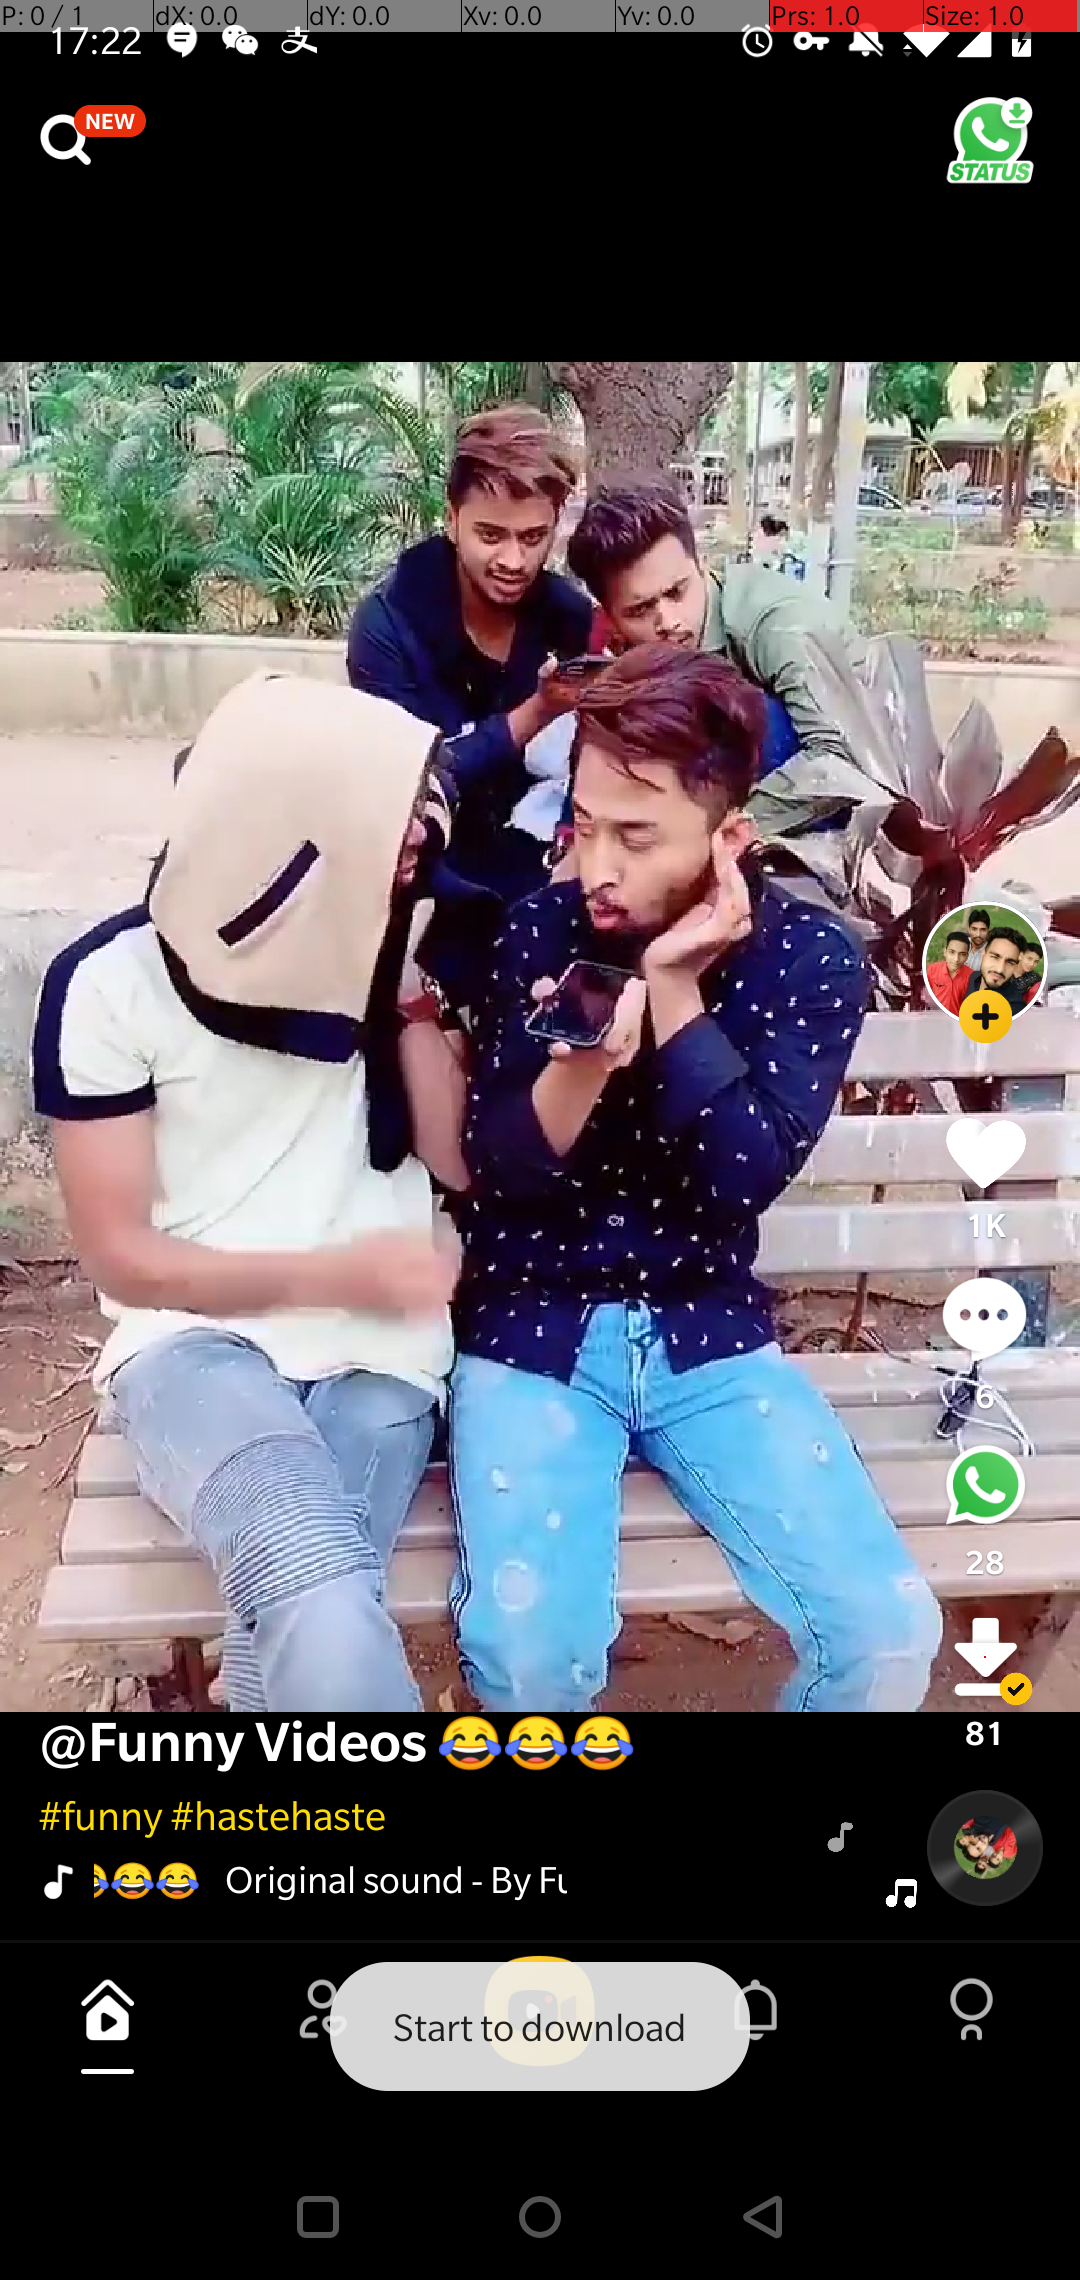 P: 0 / 1 dX: 0.0 dY: 0.0 Xv: 0.0 Yv: 0.0 Prs: 1.0 Size: 1.0
17:22
NEW
STATUS
1K
6
28
81
@Funny Videos 😂😂😂
#funny #hastehaste
😂😂😂 Original sound - By Fu
Start to download